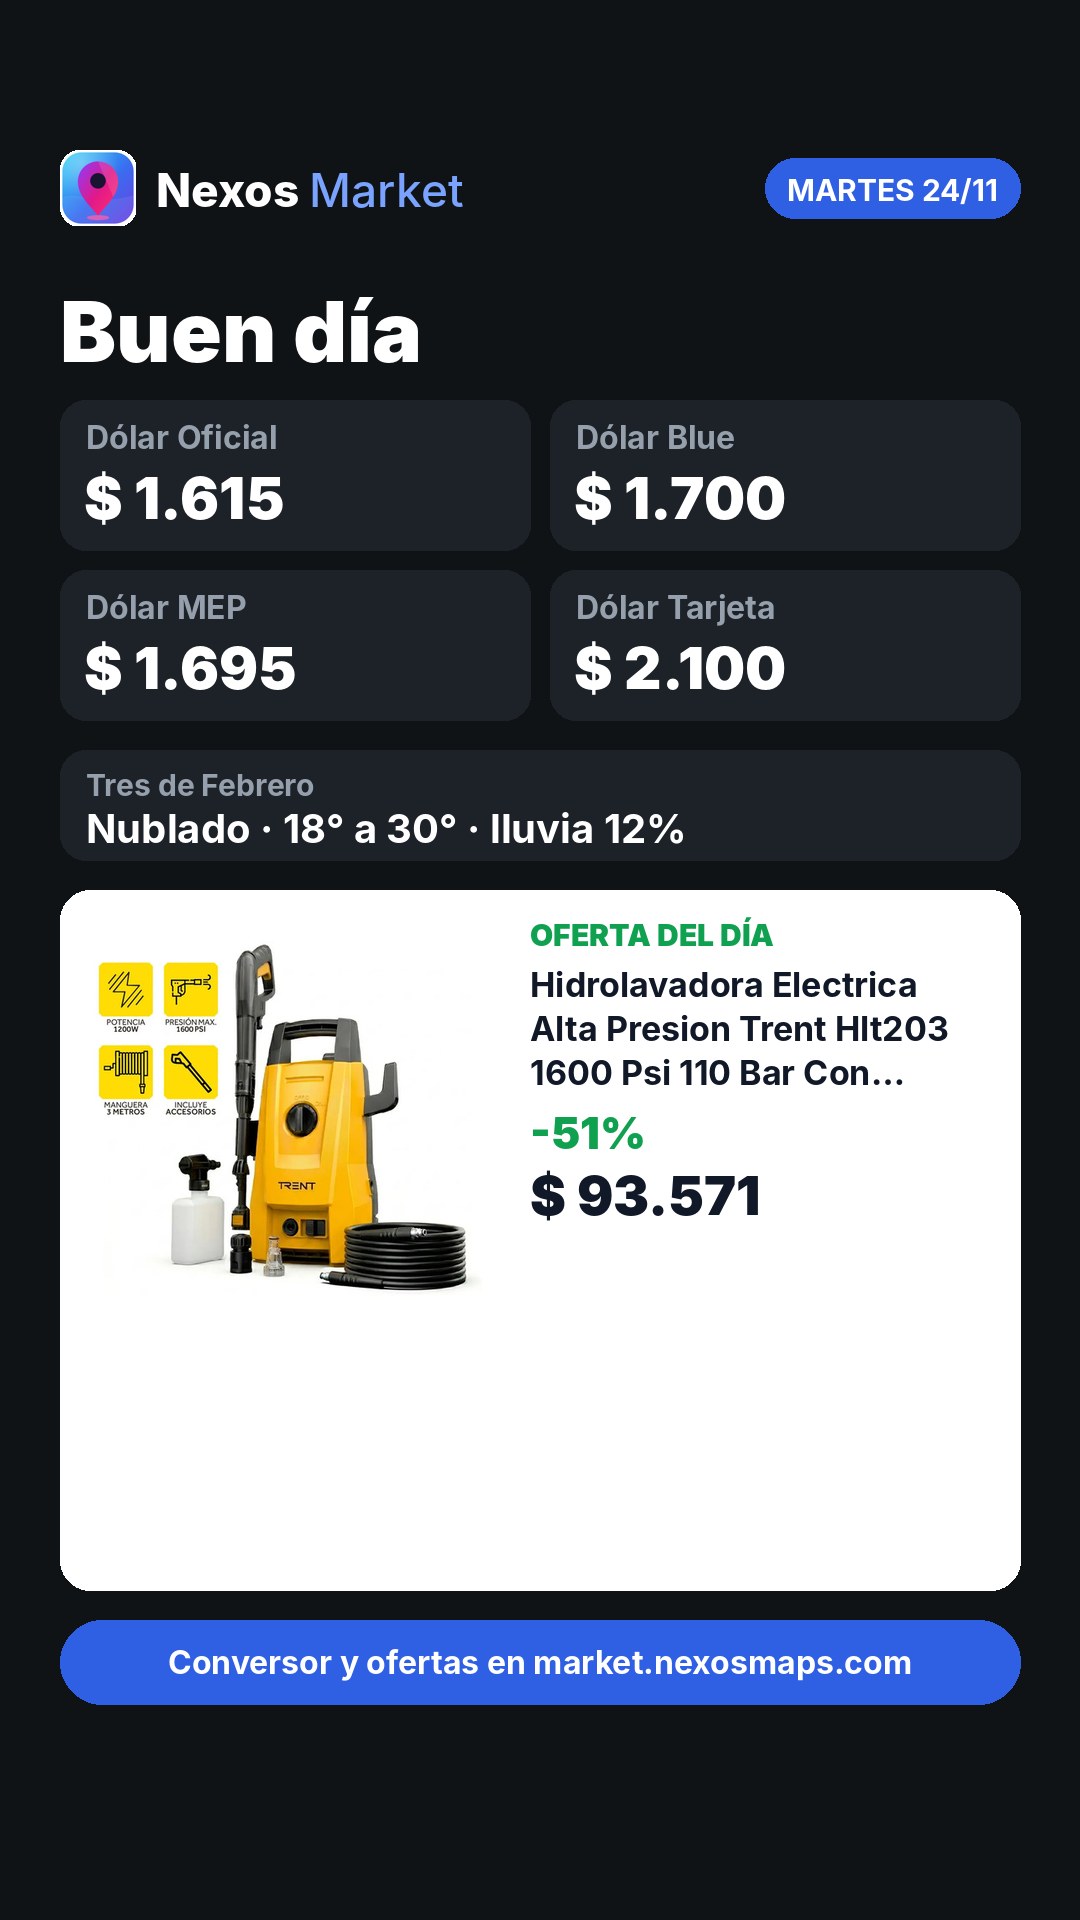 Nexos Market
MARTES 24/11
Buen día
Dólar Oficial
$ 1.615
Dólar Blue
$ 1.700
Dólar MEP
$ 1.695
Dólar Tarjeta
$ 2.100
Tres de Febrero
Nublado · 18° a 30° · lluvia 12%
POTENCIA
1200W
PRESIÓN MAX.
1600 PSI
MANGUERA
3 METROS
INCLUYE
ACCESORIOS
TRENT
OFERTA DEL DÍA
Hidrolavadora Electrica
Alta Presion Trent Hlt203
1600 Psi 110 Bar Con...
-51%
$ 93.571
Conversor y ofertas en market.nexosmaps.com